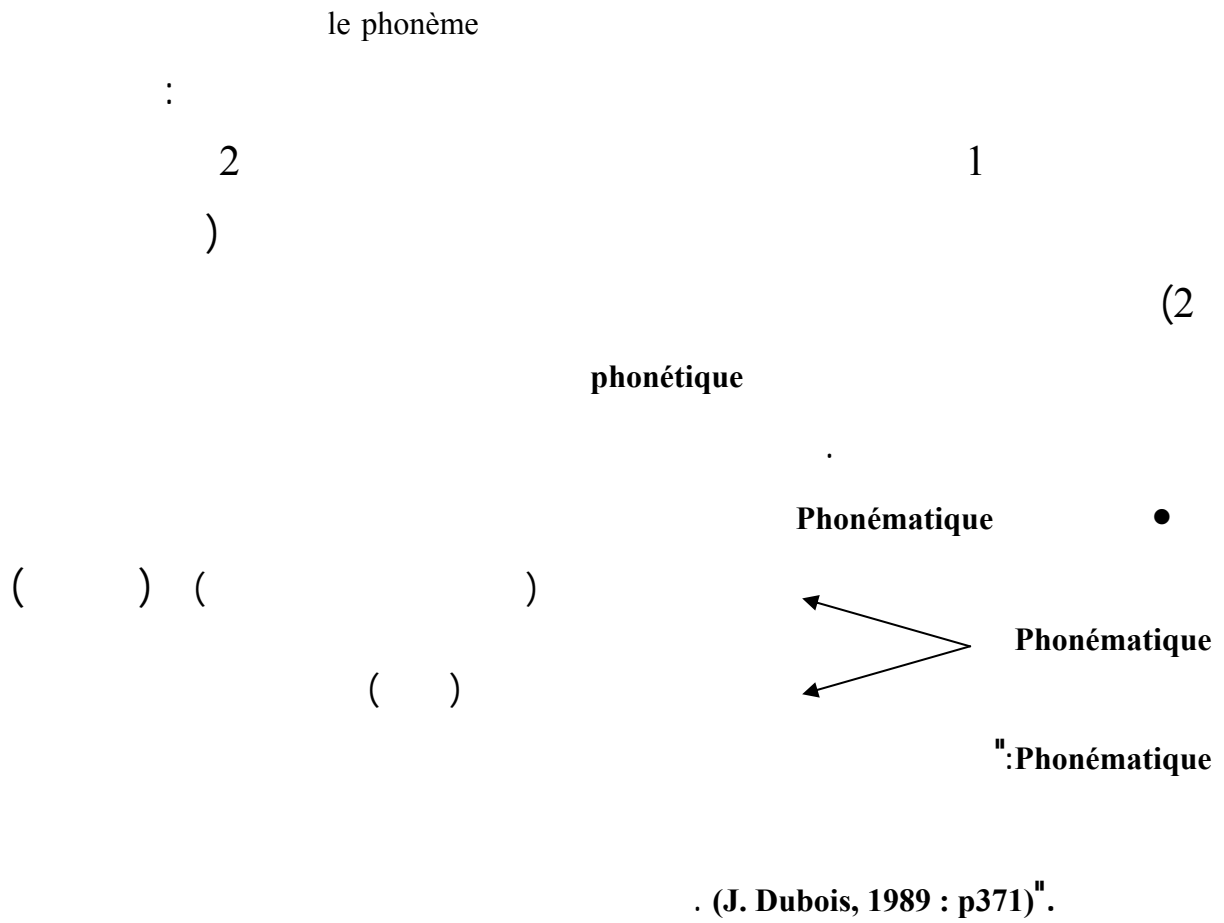 le phonème
:
1 2
(
2)
phonétique
.
• Phonématique
( ) ( )
Phonématique
( )
Phonématique:"
."(J. Dubois, 1989 : p371) .